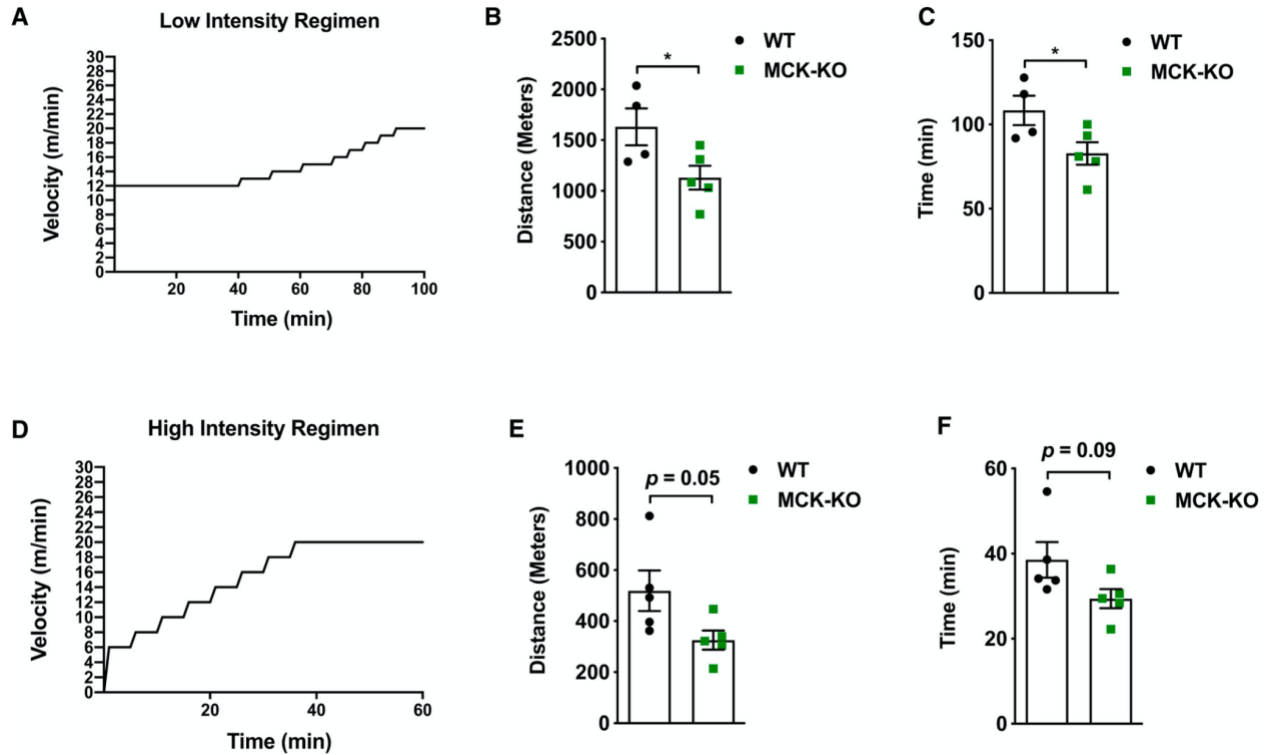 A
Low Intensity Regimen
Velocity (m/min)
30
28
26
24
22
20
18
16
14
12
10
8
6
4
2
0
20 40 60 80 100
Time (min)
B
Distance (Meters)
2500
2000
1500
1000
500
0
*
WT
MCK-KO
C
Time (min)
150
100
50
0
*
WT
MCK-KO
D
High Intensity Regimen
Velocity (m/min)
30
28
26
24
22
20
18
16
14
12
10
8
6
4
2
0
20 40 60
Time (min)
E
Distance (Meters)
1000
800
600
400
200
0
p = 0.05
WT
MCK-KO
F
Time (min)
60
40
20
0
p = 0.09
WT
MCK-KO